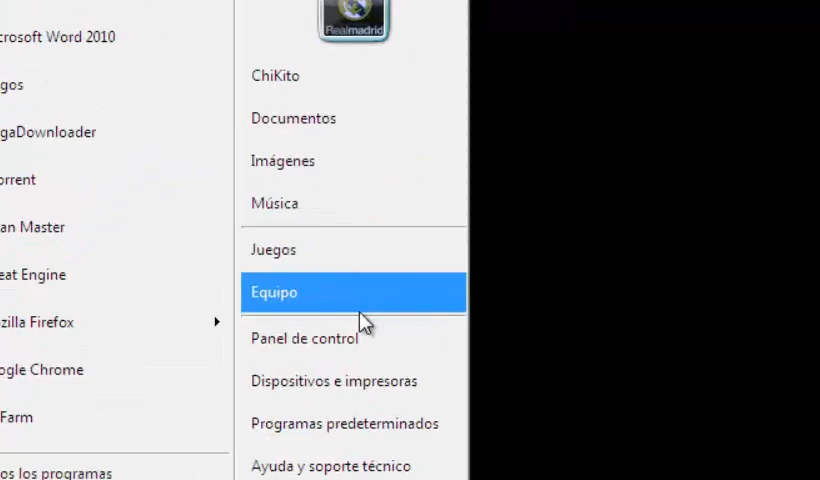 crosoft Word 2010
gos
gaDownloader
orrent
an Master
eat Engine
zilla Firefox
ogle Chrome
Farm
os los programas
Realmadrid
ChiKito
Documentos
Imágenes
Música
Juegos
Equipo
Panel de control
Dispositivos e impresoras
Programas predeterminados
Ayuda y soporte técnico